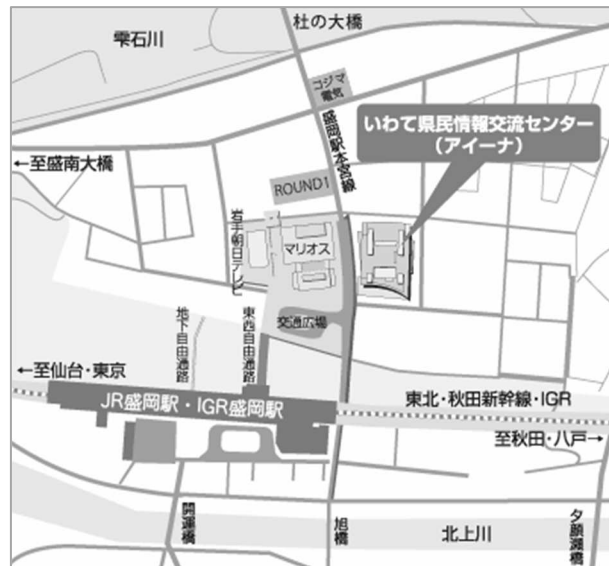 雫石川
杜の大橋
コジマ
電気
盛岡駅本宮線
いわて県民情報交流センター
(アイーナ)
←至盛南大橋
ROUND1
岩手朝日テレビ
マリオス
交通広場
地下自由通路
東西自由通路
←至仙台・東京
JR盛岡駅・IGR盛岡駅
東北・秋田新幹線・IGR
至秋田・八戸→
開運橋
旭橋
北上川
夕顔瀬橋